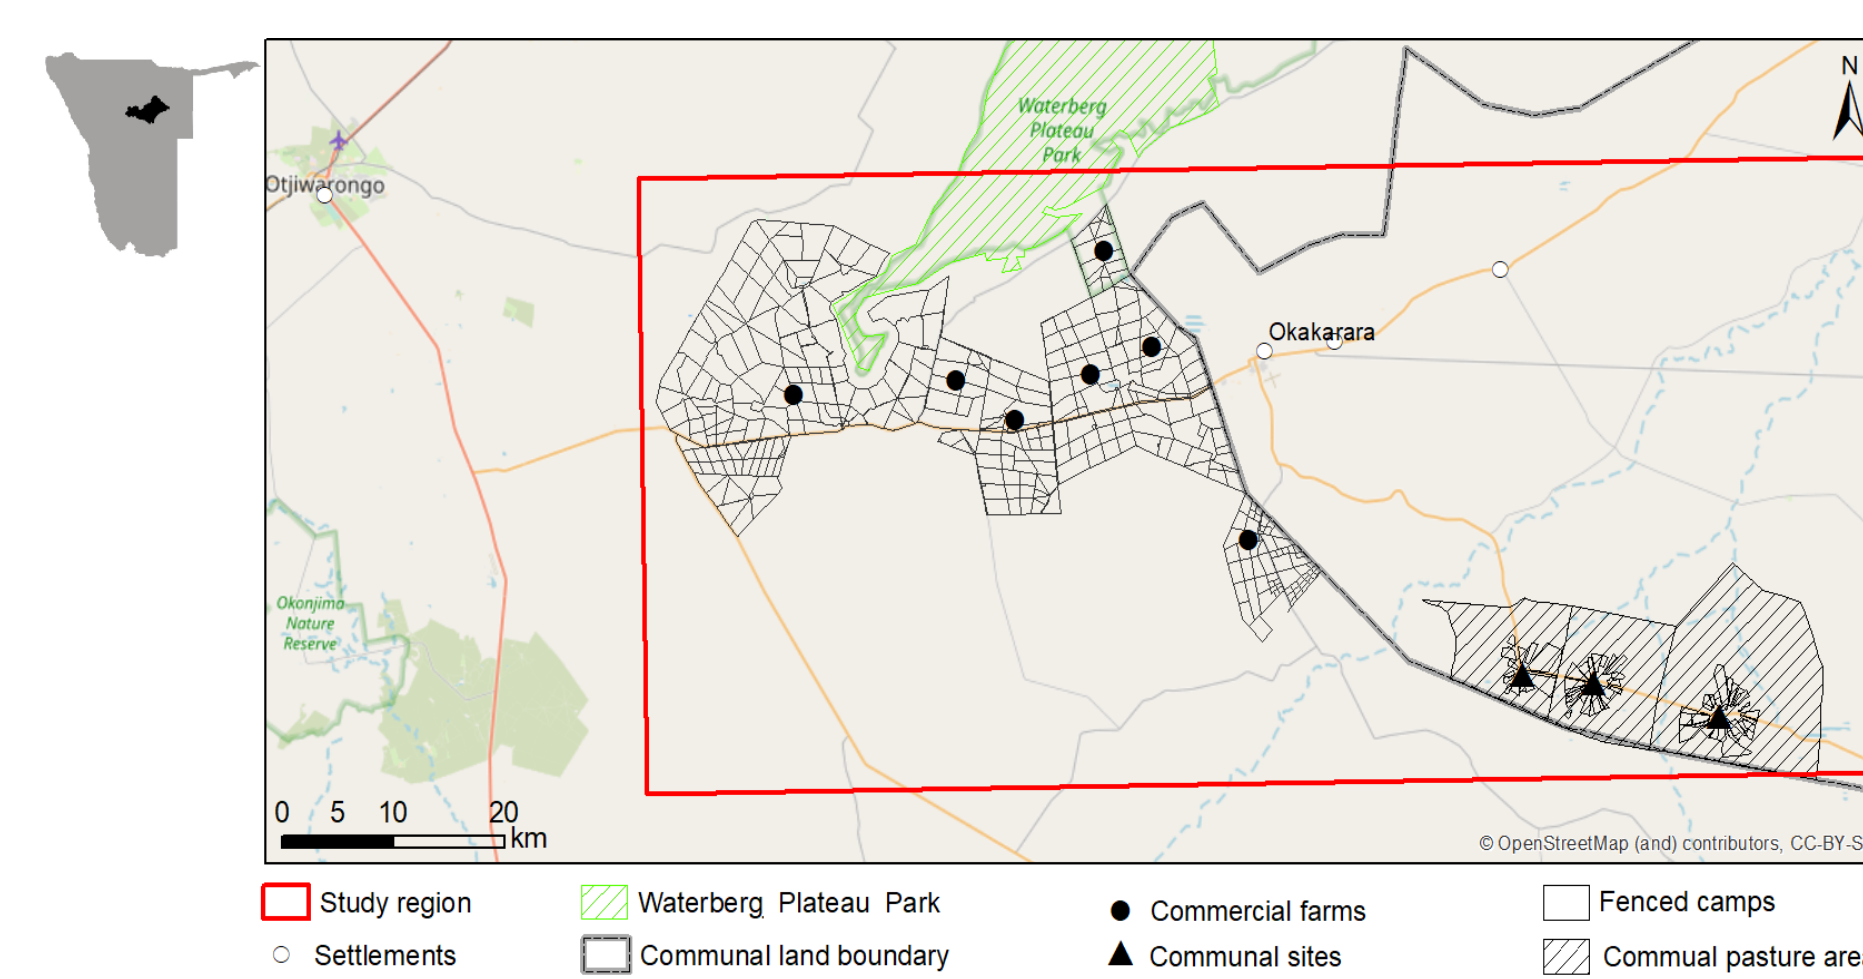 N
Waterberg
Plateau
Park
Otjiwarongo
Okakarara
Okonjima
Nature
Reserve
0 5 10 20
km
© OpenStreetMap (and) contributors, CC-BY-S
Study region
Waterberg Plateau Park
Commercial farms
Fenced camps
Settlements
Communal land boundary
Communal sites
Commual pasture area